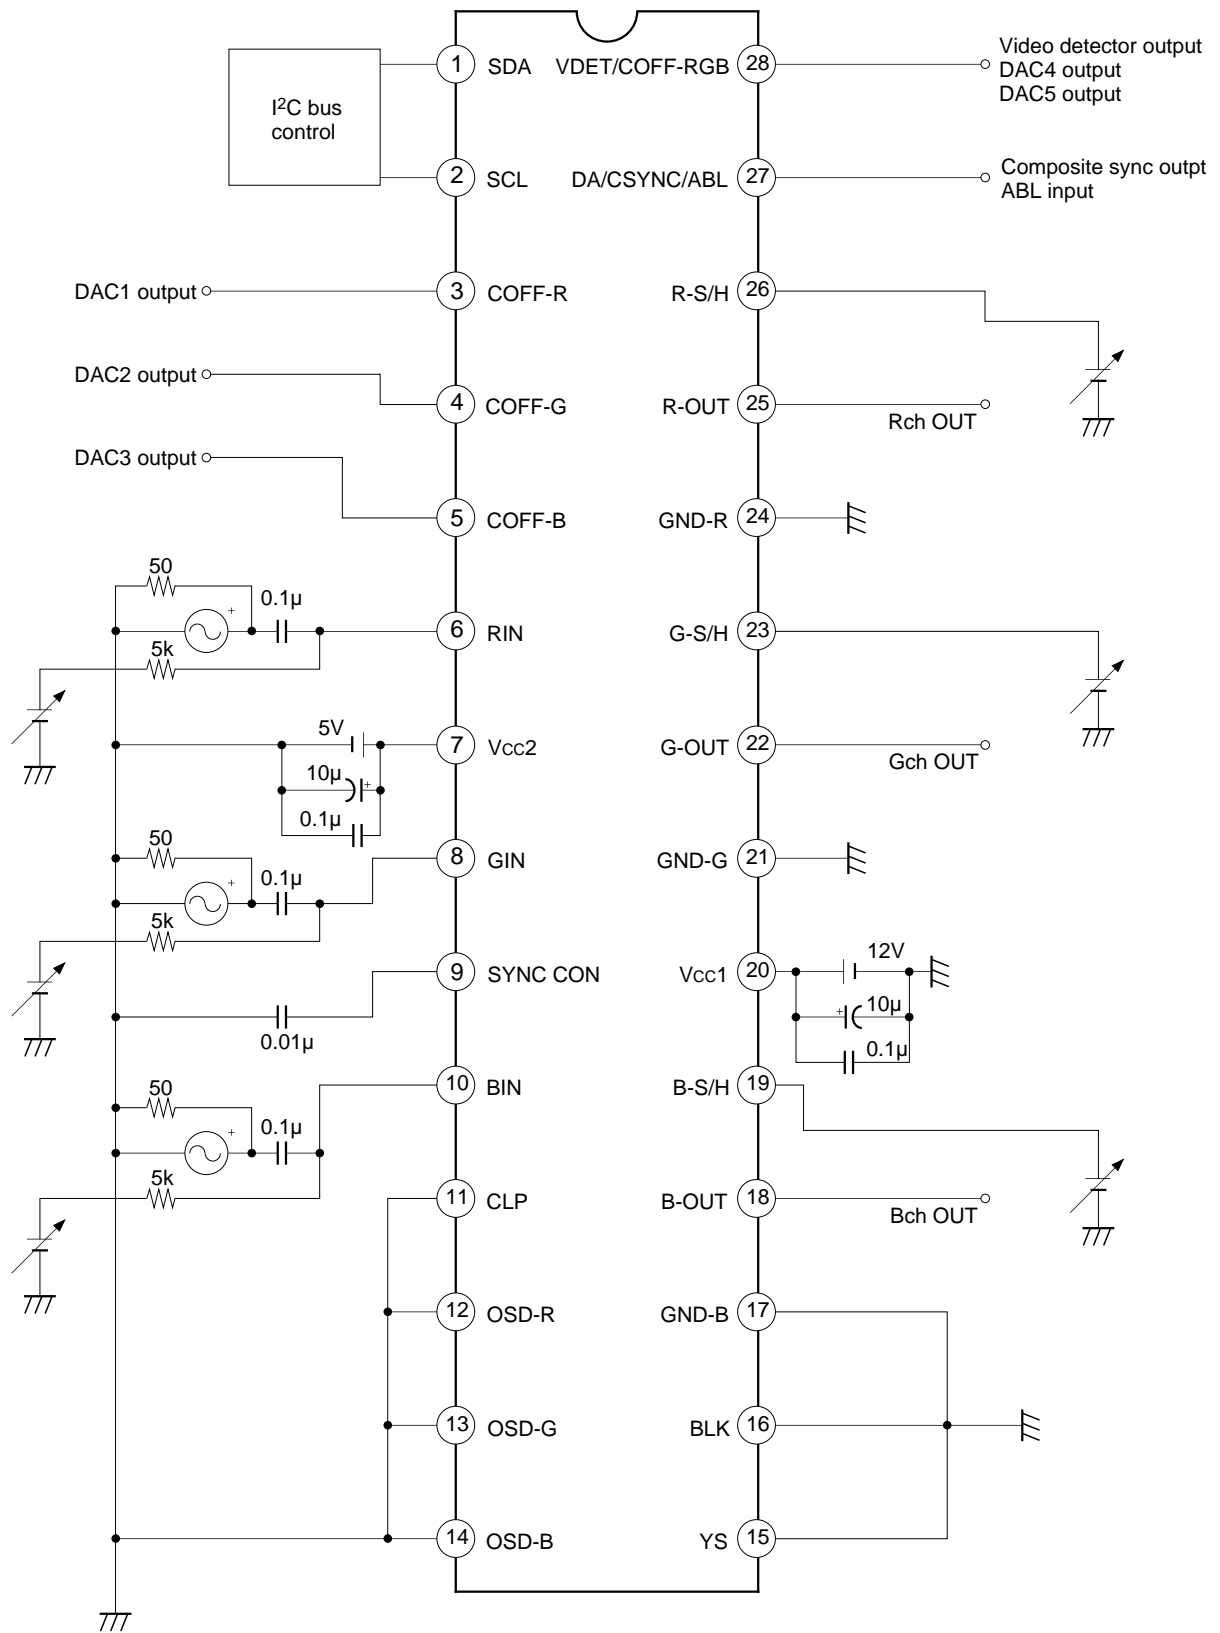 I²C bus
control
1 SDA
2 SCL
DAC1 output
3 COFF-R
DAC2 output
4 COFF-G
DAC3 output
5 COFF-B
50
+
0.1µ
5k
6 RIN
5V
10µ
+
0.1µ
7 VCC2
50
+
0.1µ
5k
8 GIN
9 SYNC CON
0.01µ
50
+
0.1µ
5k
10 BIN
11 CLP
12 OSD-R
13 OSD-G
14 OSD-B
VDET/COFF-RGB 28
Video detector output
DAC4 output
DAC5 output
DA/CSYNC/ABL 27
Composite sync outpt
ABL input
R-S/H 26
R-OUT 25
Rch OUT
GND-R 24
G-S/H 23
G-OUT 22
Gch OUT
GND-G 21
VCC1 20
12V
+
10µ
0.1µ
B-S/H 19
B-OUT 18
Bch OUT
GND-B 17
BLK 16
YS 15